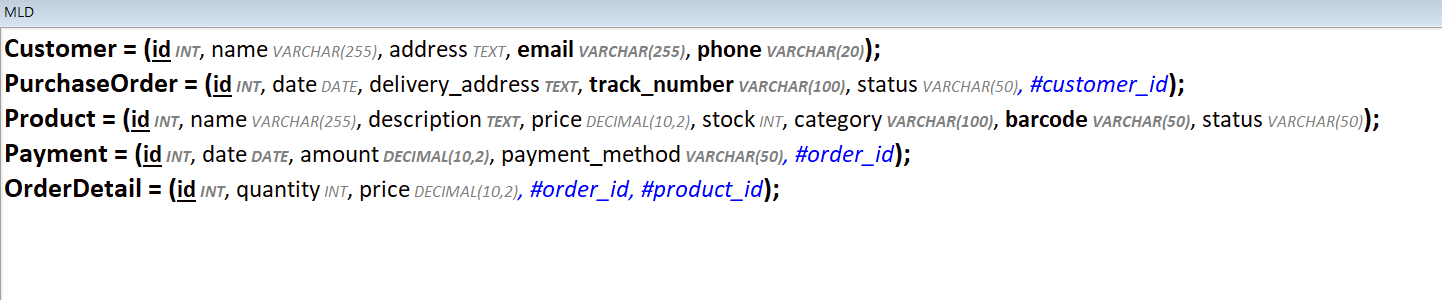 MLD
Customer = (id INT, name VARCHAR(255), address TEXT, email VARCHAR(255), phone VARCHAR(20));
PurchaseOrder = (id INT, date DATE, delivery_address TEXT, track_number VARCHAR(100), status VARCHAR(50), #customer_id);
Product = (id INT, name VARCHAR(255), description TEXT, price DECIMAL(10,2), stock INT, category VARCHAR(100), barcode VARCHAR(50), status VARCHAR(50));
Payment = (id INT, date DATE, amount DECIMAL(10,2), payment_method VARCHAR(50), #order_id);
OrderDetail = (id INT, quantity INT, price DECIMAL(10,2), #order_id, #product_id);